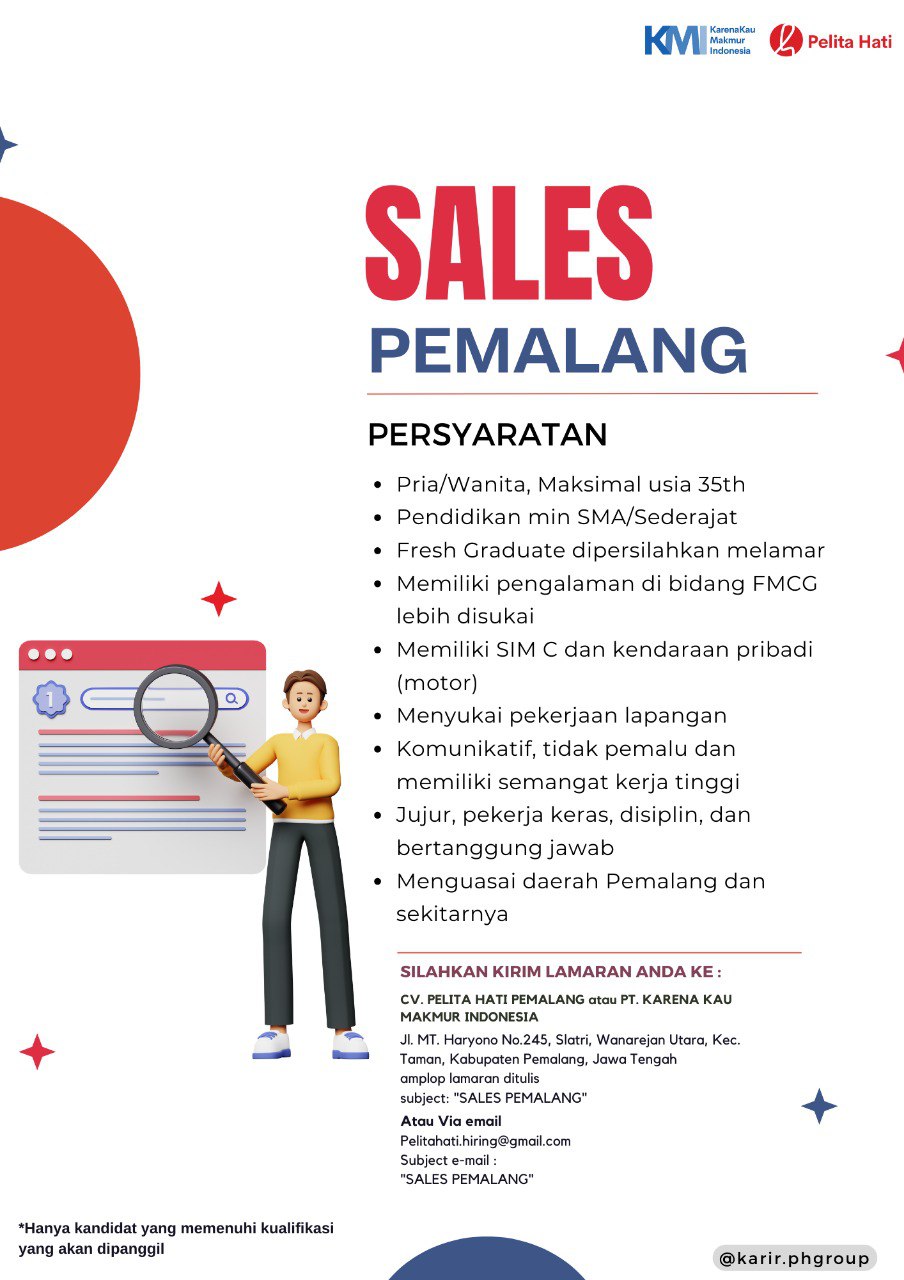 KMI KarenaKau
Makmur
Indonesia
Pelita Hati
SALES
PEMALANG
PERSYARATAN
• Pria/Wanita, Maksimal usia 35th
• Pendidikan min SMA/Sederajat
• Fresh Graduate dipersilahkan melamar
• Memiliki pengalaman di bidang FMCG
lebih disukai
• Memiliki SIM C dan kendaraan pribadi
(motor)
• Menyukai pekerjaan lapangan
• Komunikatif, tidak pemalu dan
memiliki semangat kerja tinggi
• Jujur, pekerja keras, disiplin, dan
bertanggung jawab
• Menguasai daerah Pemalang dan
sekitarnya
1
SILAHKAN KIRIM LAMARAN ANDA KE :
CV. PELITA HATI PEMALANG atau PT. KARENA KAU
MAKMUR INDONESIA
Jl. MT. Haryono No.245, Slatri, Wanarejan Utara, Kec.
Taman, Kabupaten Pemalang, Jawa Tengah
amplop lamaran ditulis
subject: "SALES PEMALANG"
Atau Via email
Pelitahati.hiring@gmail.com
Subject e-mail :
"SALES PEMALANG"
*Hanya kandidat yang memenuhi kualifikasi
yang akan dipanggil
@karir.phgroup